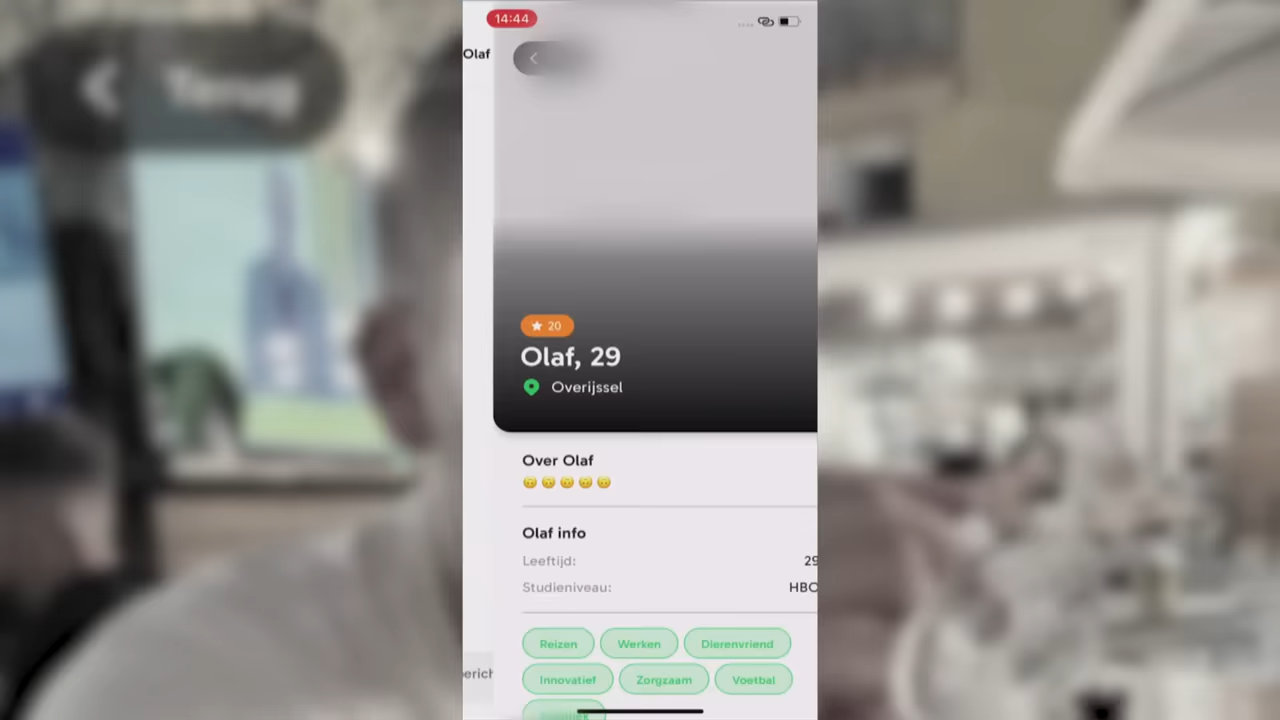 Terug
14:44
Olaf
20
Olaf, 29
Overijssel
Over Olaf
Olaf info
Leeftijd: 29
Studieniveau: HBO
Reizen Werken Dierenvriend
Innovatief Zorgzaam Voetbal